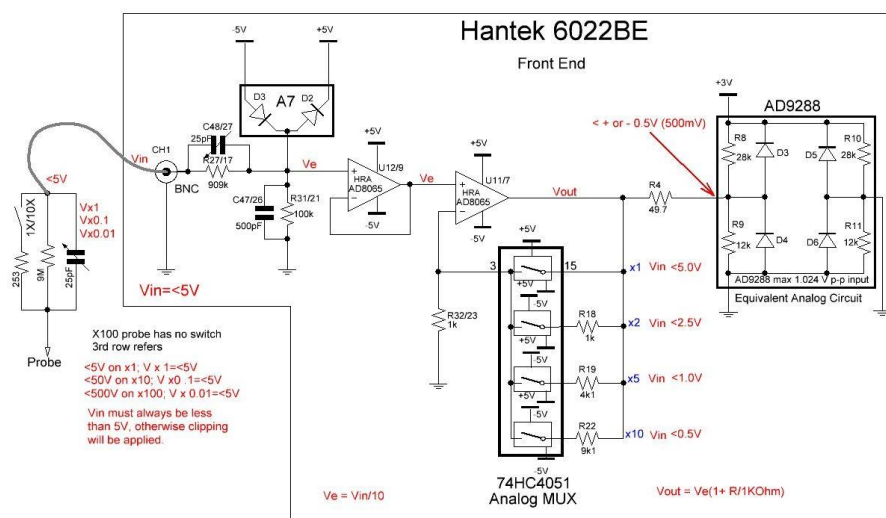 Hantek 6022BE
Front End
-5V
+5V
D3
A7
D2
C48/27
25pF
CH1
Vin
R27/17
BNC
909k
Ve
C47/26
500pF
R31/21
100k
+5V
U12/9
+
HRA
AD8065
-
-5V
Ve
+5V
U11/7
+
HRA
AD8065
-
-5V
Vout
R4
49.7
< + or - 0.5V (500mV)
+3V
AD9288
R8
28k
D3
D5
R10
28k
R9
12k
D4
D6
R11
12k
AD9288 max 1.024 V p-p input
Equivalent Analog Circuit
<5V
1X/10X
Vx1
Vx0.1
Vx0.01
253
9M
25pF
Probe
Vin=<5V
X100 probe has no switch
3rd row refers
<5V on x1; V x 1=<5V
<50V on x10; V x0 .1=<5V
<500V on x100; V x 0.01=<5V
Vin must always be less
than 5V, otherwise clipping
will be applied.
R32/23
1k
+5V
3
15
x1 Vin <5.0V
+5V
-5V
R18
1k
x2 Vin <2.5V
+5V
-5V
R19
4k1
x5 Vin <1.0V
+5V
-5V
R22
9k1
x10 Vin <0.5V
-5V
74HC4051
Analog MUX
Ve = Vin/10
Vout = Ve(1+ R/1KOhm)